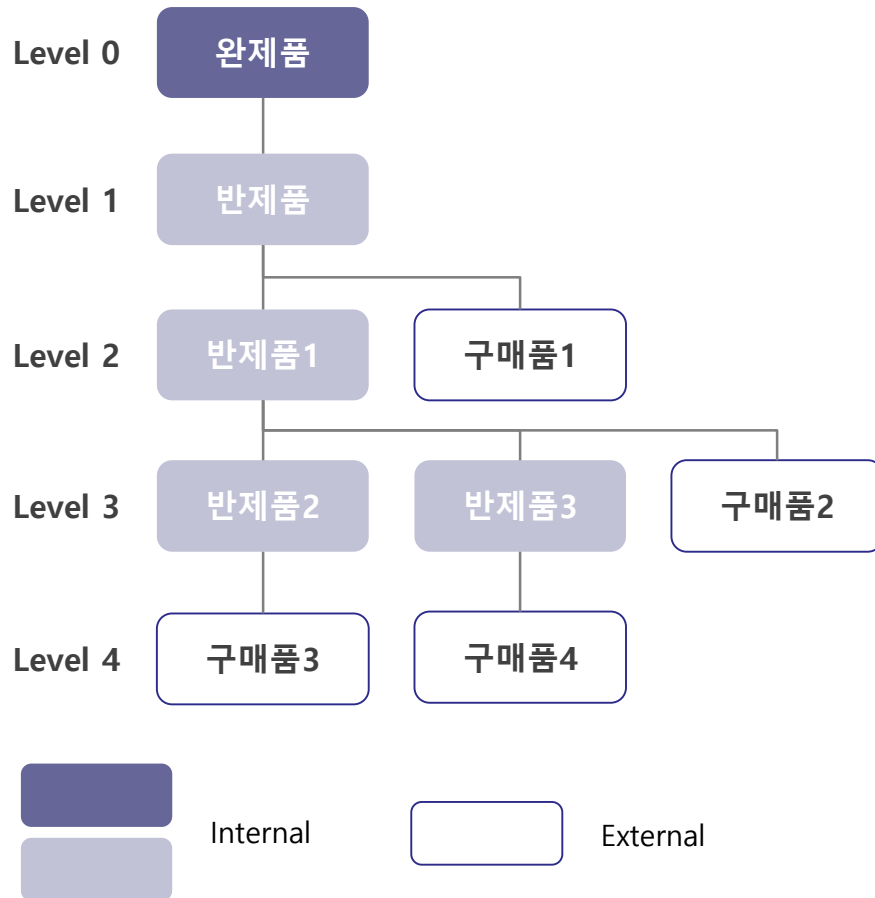 Level 0 완제품
Level 1 반제품
Level 2 반제품1 구매품1
Level 3 반제품2 반제품3 구매품2
Level 4 구매품3 구매품4
Internal External